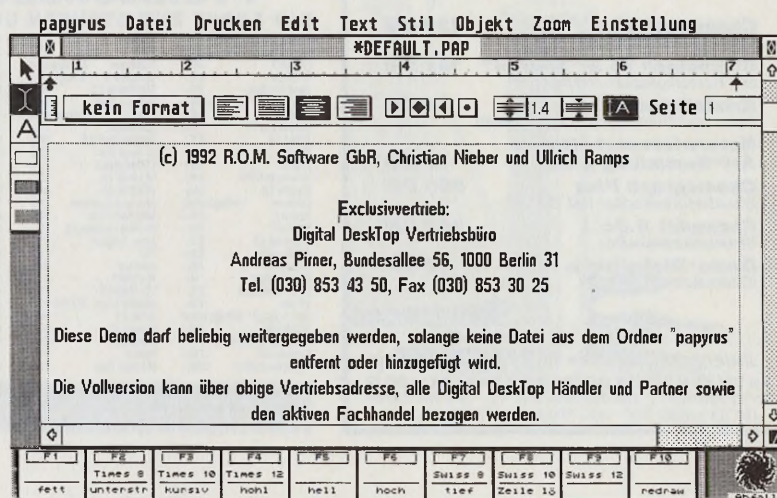 papyrus Datei Drucken Edit Text Stil Objekt Zoom Einstellung
*DEFAULT.PAP
1 2 3 4 5 6 7
kein Format 1.4 A Seite 1
A
(c) 1992 R.O.M. Software GbR, Christian Nieber und Ullrich Ramps
Exclusivvertrieb:
Digital DeskTop Vertriebsbüro
Andreas Pirner, Bundesallee 56, 1000 Berlin 31
Tel. (030) 853 43 50, Fax (030) 853 30 25
Diese Demo darf beliebig weitergegeben werden, solange keine Datei aus dem Ordner "papyrus"
entfernt oder hinzugefügt wird.
Die Vollversion kann über obige Vertriebsadresse, alle Digital DeskTop Händler und Partner sowie
den aktiven Fachhandel bezogen werden.
F1 F2 F3 F4 F5 F6 F7 F8 F9 F10
Times 8 Times 10 Times 12 Swiss 8 Swiss 10 Swiss 12
fett unterstr kursiv hohl hell hoch tief Zeile lö redraw